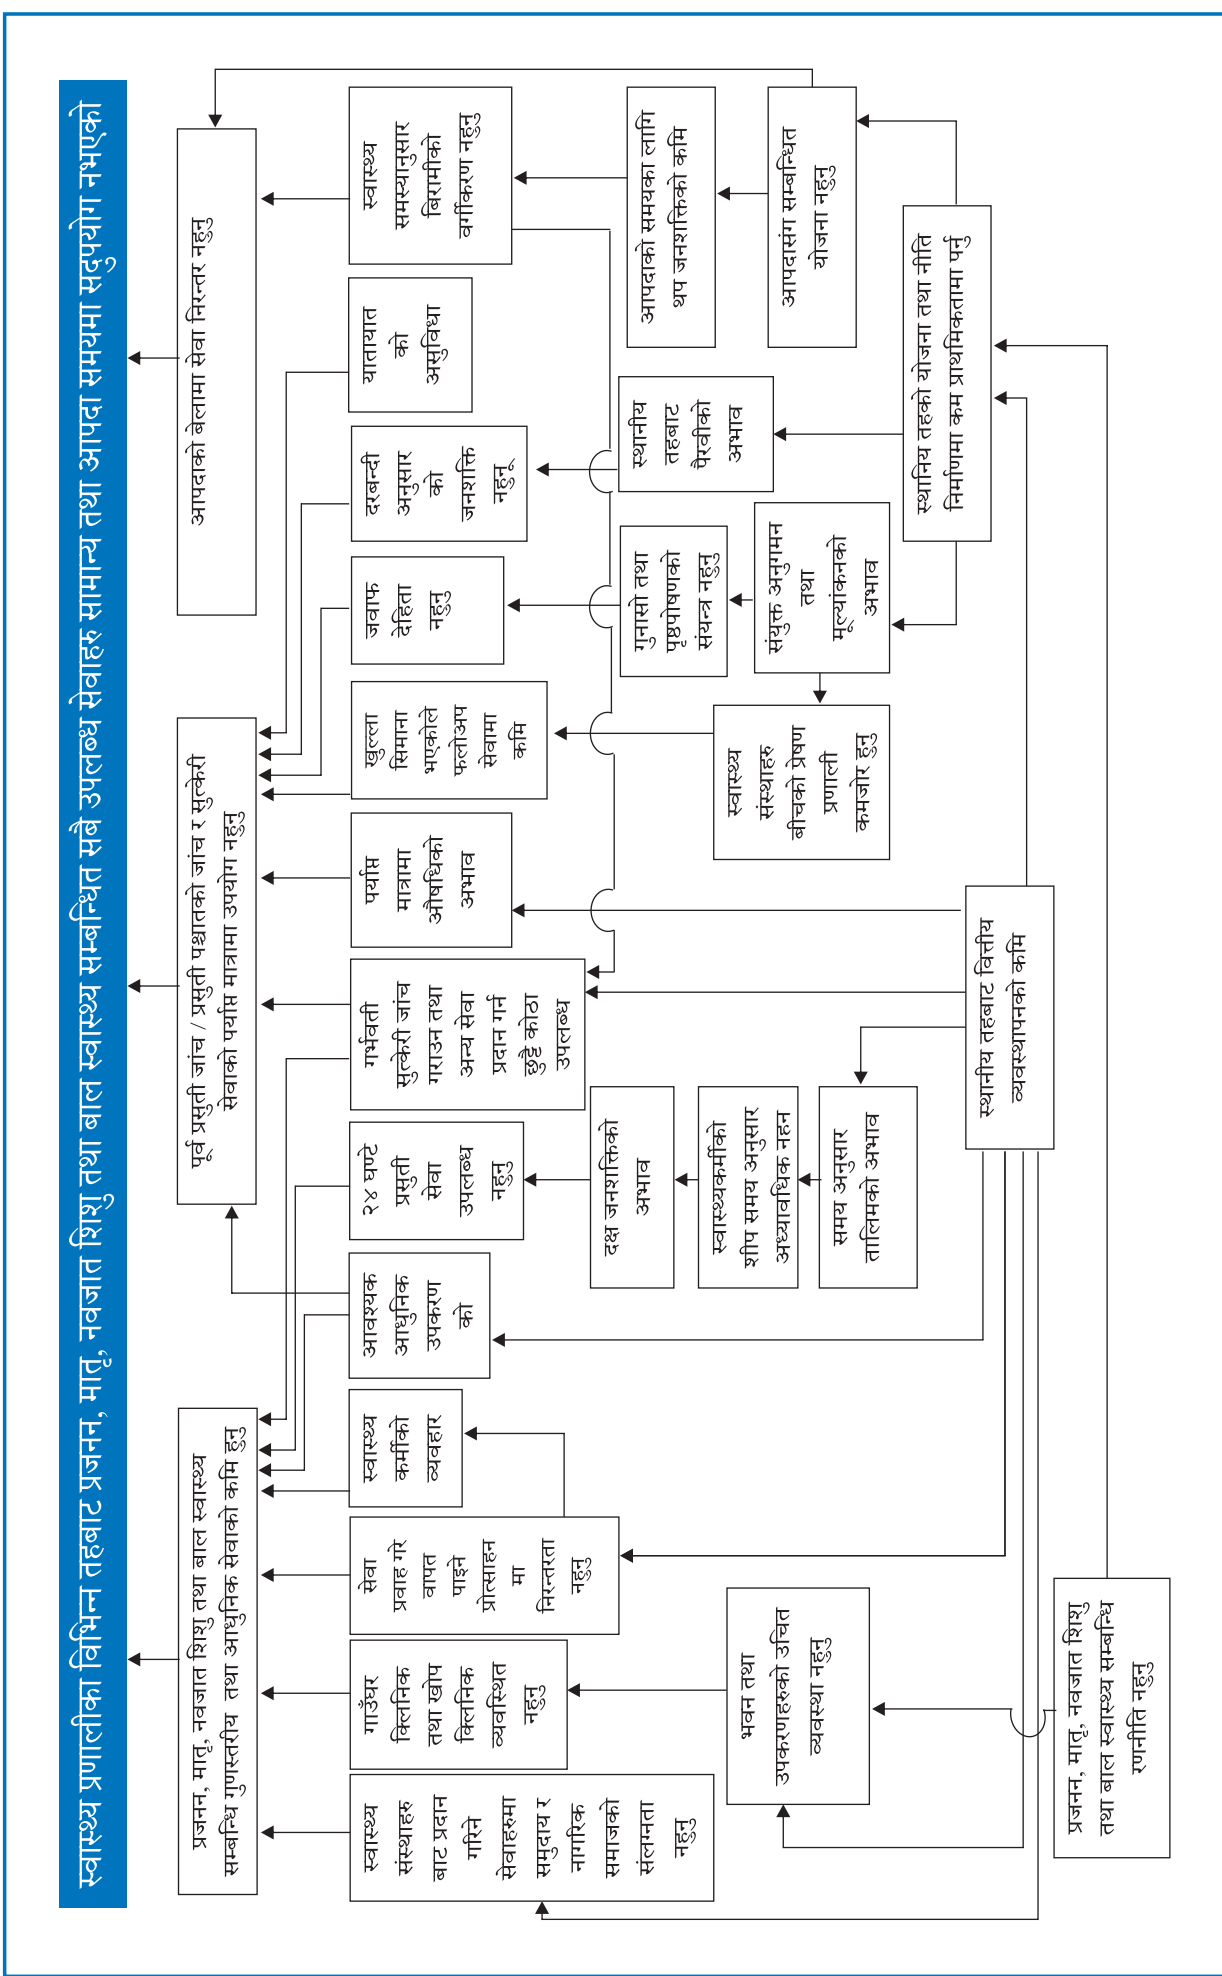 स्वास्थ्य प्रणालीका विभिन्न तहबाट प्रजनन, मातृ, नवजात शिशु तथा बाल स्वास्थ्य सम्बन्धित सबै उपलब्ध सेवाहरु सामान्य तथा आपदा समयमा सदुपयोग नभएको
प्रजनन, मातृ, नवजात शिशु तथा बाल स्वास्थ्य
सम्बन्धि गुणस्तरीय तथा आधुनिक सेवाको कमि हुनु
पूर्व प्रसुती जांच / प्रसुती पश्चातको जांच र सुत्केरी
सेवाको पर्याप्त मात्रामा उपयोग नहुनु
आपदाको बेलामा सेवा निरन्तर नहुनु
स्वास्थ्य
संस्थाहरु
बाट प्रदान
गरिने
सेवाहरुमा
समुदाय र
नागरिक
समाजको
संलग्नता
नहुनु
गाउँघर
क्लिनिक
तथा खोप
क्लिनिक
व्यवस्थित
नहुनु
सेवा
प्रवाह गरे
वापत
पाइने
प्रोत्साहन
मा
निरन्तरता
नहुनु
स्वास्थ्य
कर्मीको
व्यवहार
आवश्यक
आधुनिक
उपकरण
को
२४ घण्टे
प्रसुती
सेवा
उपलब्ध
नहुनु
गर्भवती
सुत्केरी जांच
गराउन तथा
अन्य सेवा
प्रदान गर्न
छुट्टै कोठा
उपलब्ध
पर्याप्त
मात्रामा
औषधिको
अभाव
खुल्ला
सिमाना
भएकोले
फलोअप
सेवामा
कमि
जवाफ
देहिता
नहुनु
दरबन्दी
अनुसार
को
जनशक्ति
नहुनू
यातायात
को
असुविधा
स्वास्थ्य
समस्यानुसार
बिरामीको
वर्गीकरण नहुनु
भवन तथा
उपकरणहरुको उचित
व्यवस्था नहुनु
दक्ष जनशक्तिको
अभाव
स्वास्थ्यकर्मीको
शीप समय अनुसार
अध्यावधिक नहुन
समय अनुसार
तालिमको अभाव
स्वास्थ्य
संस्थाहरु
बीचको प्रेषण
प्रणाली
कमजोर हुनु
गुनासो तथा
पृष्ठपोषणको
संयन्त्र नहुनु
संयुक्त अनुगमन
तथा
मूल्यांकनको
अभाव
स्थानीय
तहबाट
पैरवीको
अभाव
आपदाको समयका लागि
थप जनशक्तिको कमि
आपदासंग सम्बन्धित
योजना नहुनु
स्थानिय तहको योजना तथा नीति
निर्माणमा कम प्राथमिकतामा पर्नु
स्थानीय तहबाट वित्तीय
व्यवस्थापनको कमि
प्रजनन, मातृ, नवजात शिशु
तथा बाल स्वास्थ्य सम्बन्धि
रणनीति नहुनु